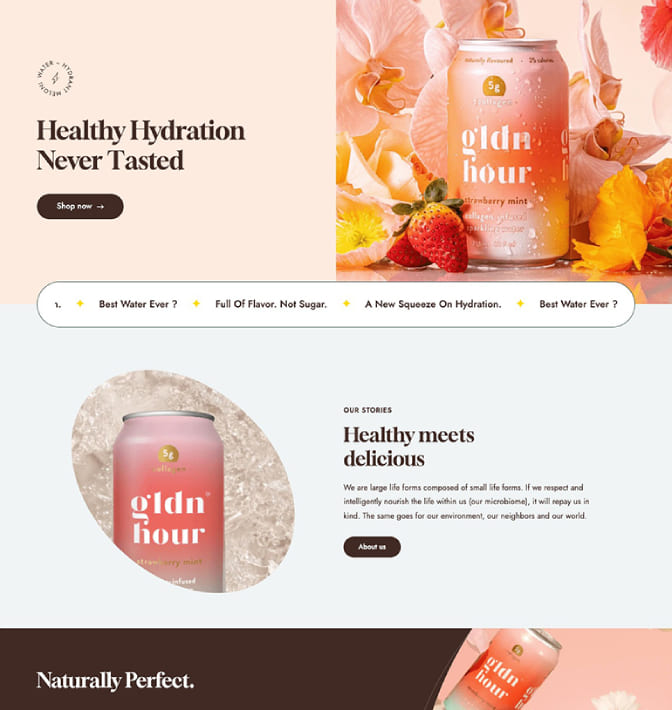 WATER – HYDRANT MELONI
Healthy Hydration
Never Tasted
Shop now →
naturally flavoured · 25 calories
5g
collagen
gldn
hour
strawberry mint
collagen-infused
sparkling water
n. ✦ Best Water Ever ? ✦ Full Of Flavor. Not Sugar. ✦ A New Squeeze On Hydration. ✦ Best Water Ever ?
5g
collagen
gldn®
hour
strawberry mint
infused
OUR STORIES
Healthy meets
delicious
We are large life forms composed of small life forms. If we respect and
intelligently nourish the life within us (our microbiome), it will repay us in
kind. The same goes for our environment, our neighbors and our world.
About us
Naturally Perfect.
gldn
hour